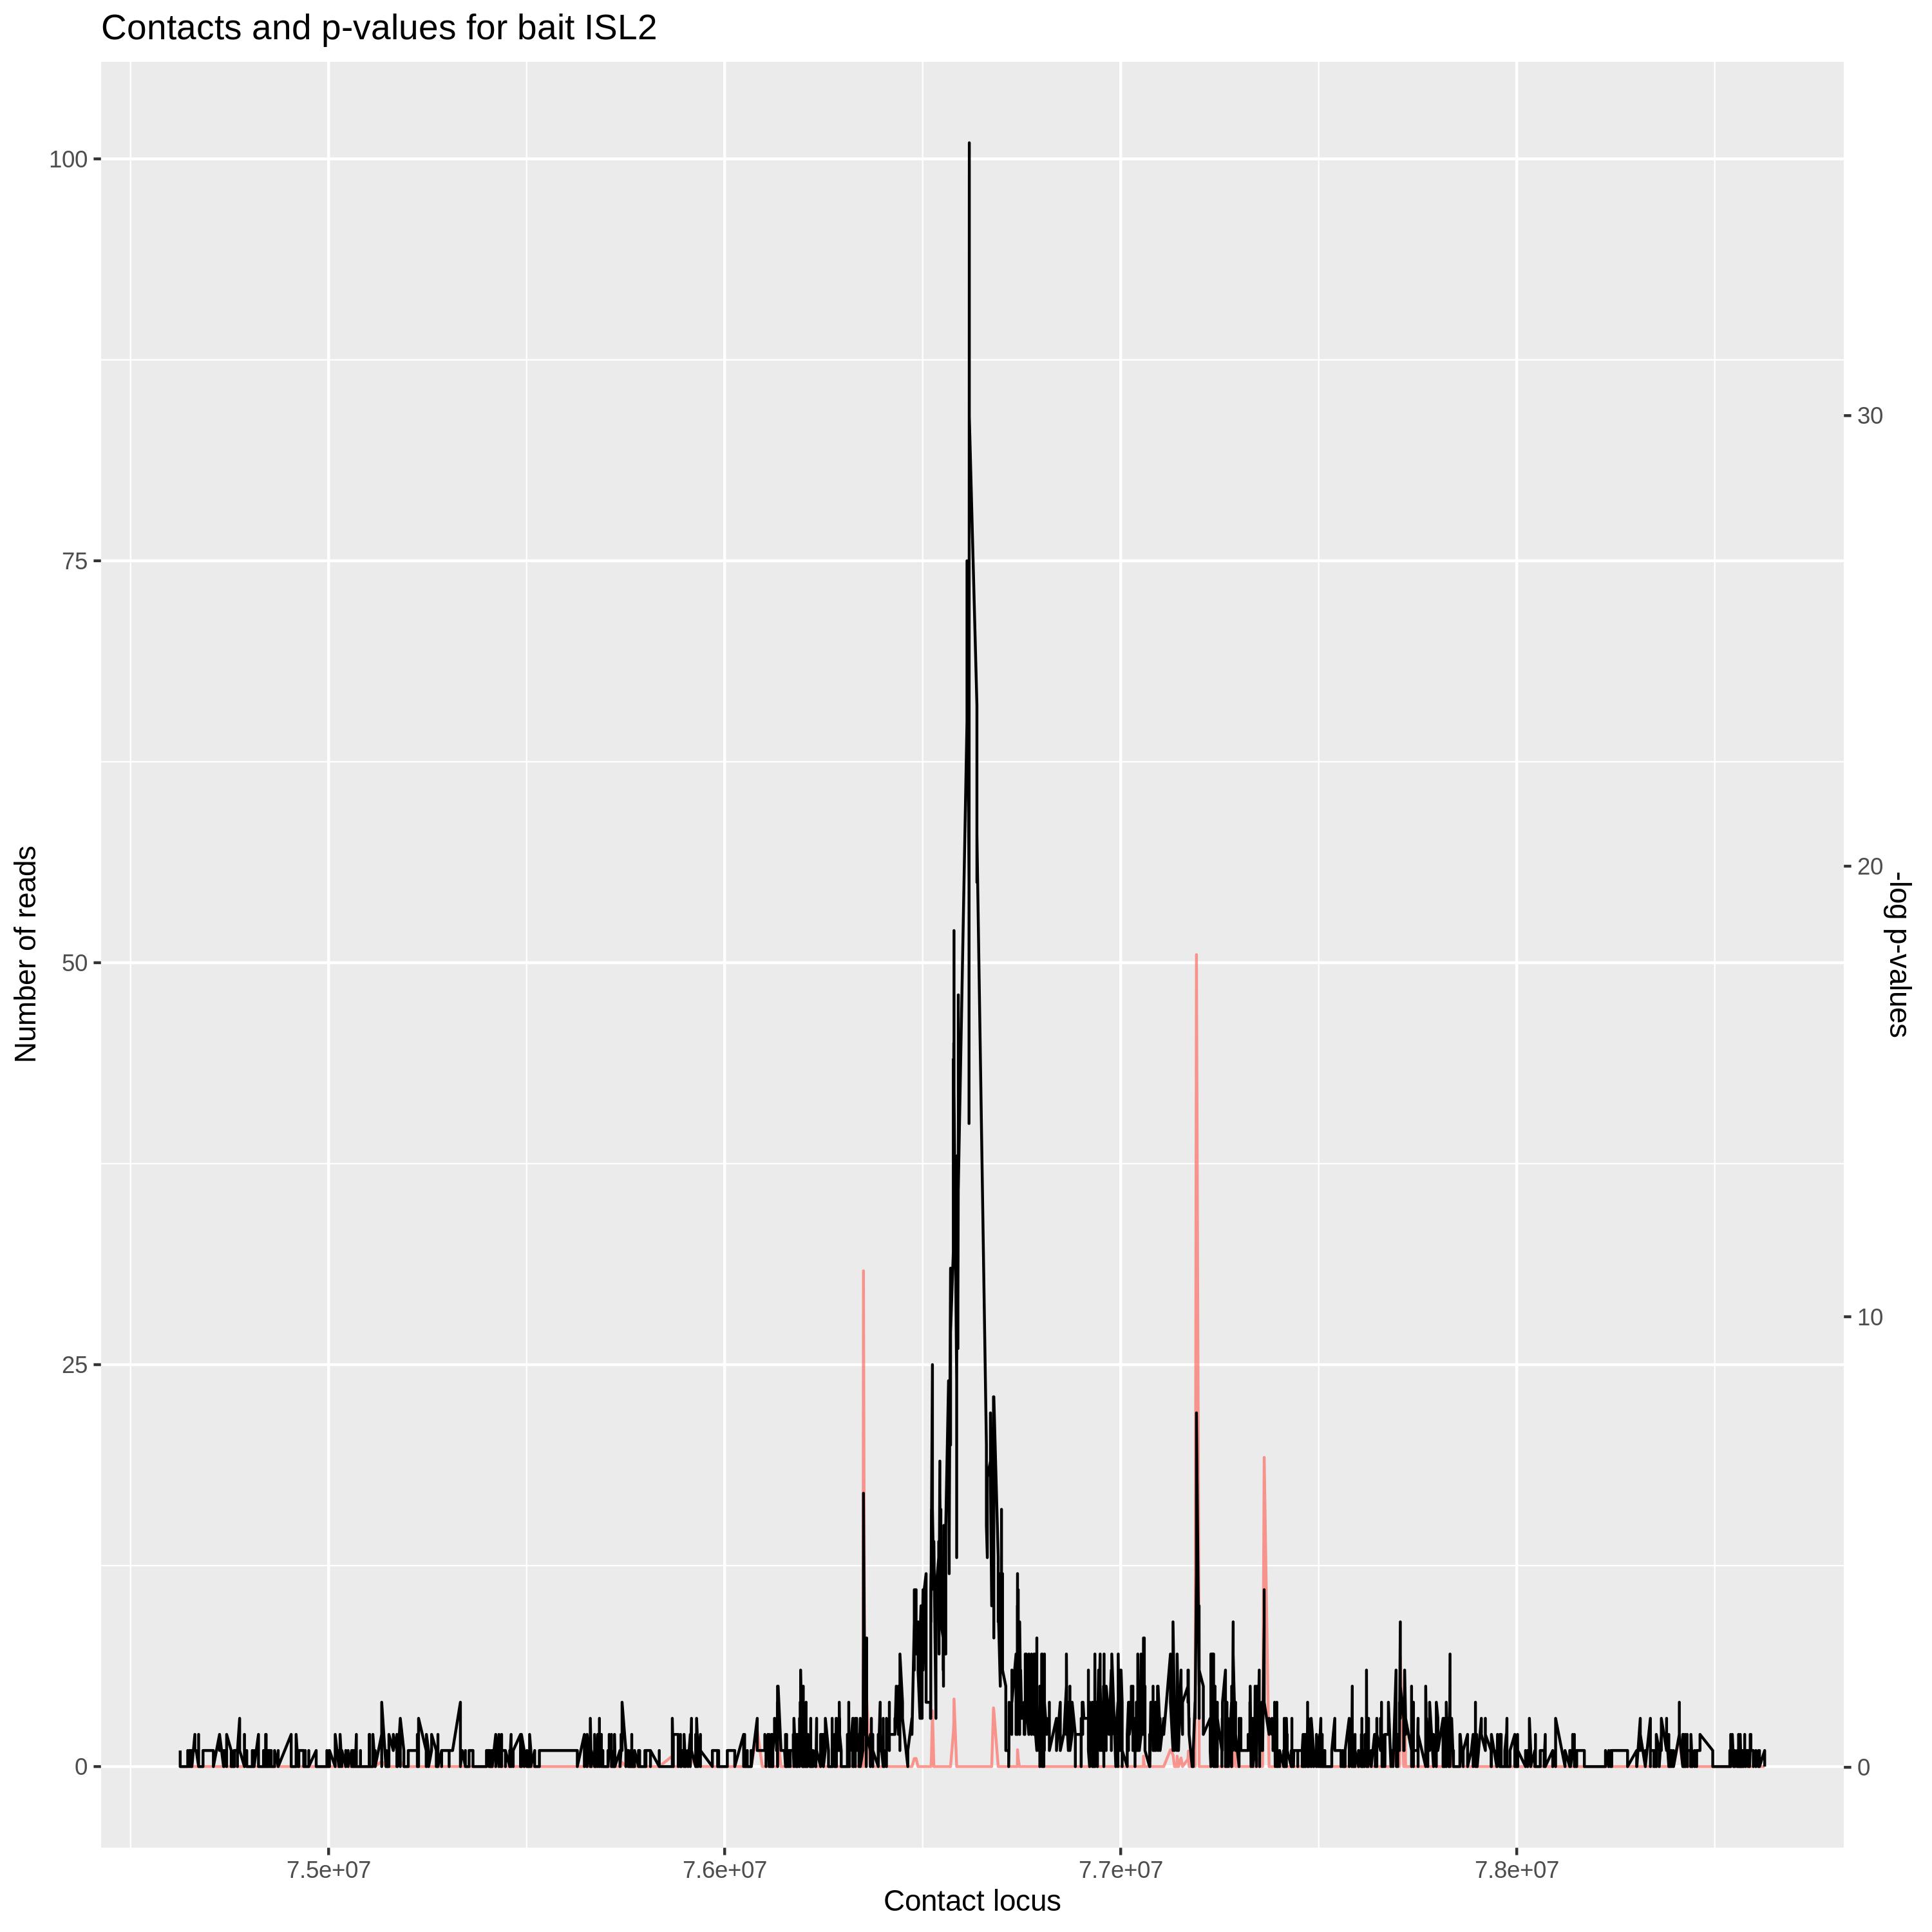 Contacts and p-values for bait ISL2
100
75
50
25
0
Number of reads
30
20
10
0
-log p-values
7.5e+07
7.6e+07
7.7e+07
7.8e+07
Contact locus